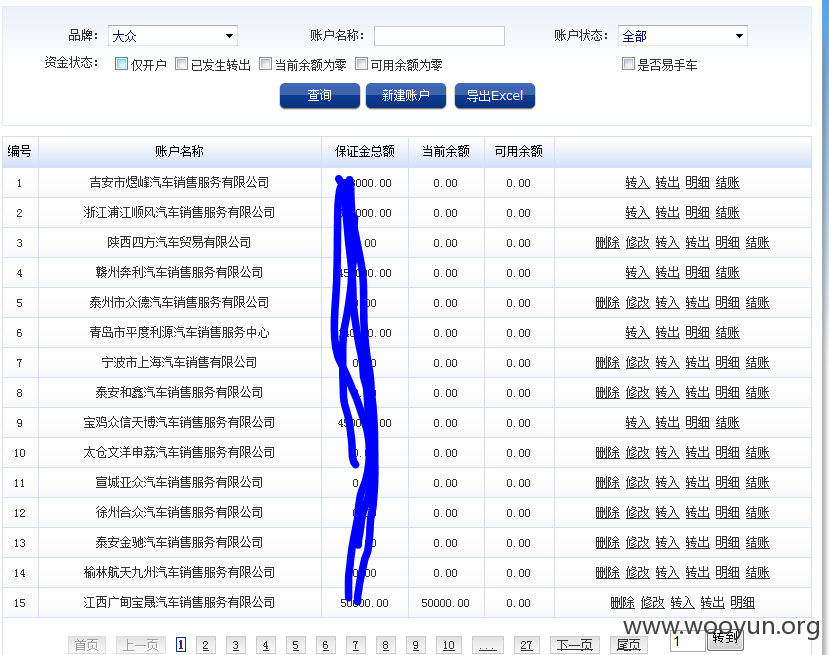 品牌: 大众 账户名称: 账户状态: 全部
资金状态: 仅开户 已发生转出 当前余额为零 可用余额为零 是否易手车
查询 新建账户 导出Excel
编号 账户名称 保证金总额 当前余额 可用余额
1 吉安市煜峰汽车销售服务有限公司 000.00 0.00 0.00 转入 转出 明细 结账
2 浙江浦江顺风汽车销售服务有限公司 000.00 0.00 0.00 转入 转出 明细 结账
3 陕西四方汽车贸易有限公司 00 0.00 0.00 删除 修改 转入 转出 明细 结账
4 赣州奔利汽车销售服务有限公司 00.00 0.00 0.00 转入 转出 明细 结账
5 泰州市众德汽车销售服务有限公司 00 0.00 0.00 删除 修改 转入 转出 明细 结账
6 青岛市平度利源汽车销售服务中心 0.00 0.00 0.00 转入 转出 明细 结账
7 宁波市上海汽车销售有限公司 0.00 0.00 删除 修改 转入 转出 明细 结账
8 泰安和鑫汽车销售服务有限公司 0.00 0.00 删除 修改 转入 转出 明细 结账
9 宝鸡众信天博汽车销售服务有限公司 00 0.00 0.00 转入 转出 明细 结账
10 太仓文洋申荔汽车销售服务有限公司 0.00 0.00 删除 修改 转入 转出 明细 结账
11 宣城亚众汽车销售服务有限公司 0.00 0.00 删除 修改 转入 转出 明细 结账
12 徐州合众汽车销售服务有限公司 0.00 0.00 删除 修改 转入 转出 明细 结账
13 泰安金驰汽车销售服务有限公司 0.00 0.00 删除 修改 转入 转出 明细 结账
14 榆林航天九州汽车销售服务有限公司 00 0.00 0.00 删除 修改 转入 转出 明细 结账
15 江西广甸宝晟汽车销售服务有限公司 50000.00 50000.00 0.00 删除 修改 转入 转出 明细
首页 上一页 1 2 3 4 5 6 7 8 9 10 ... 27 下一页 尾页 1 转到
www.wooyun.org